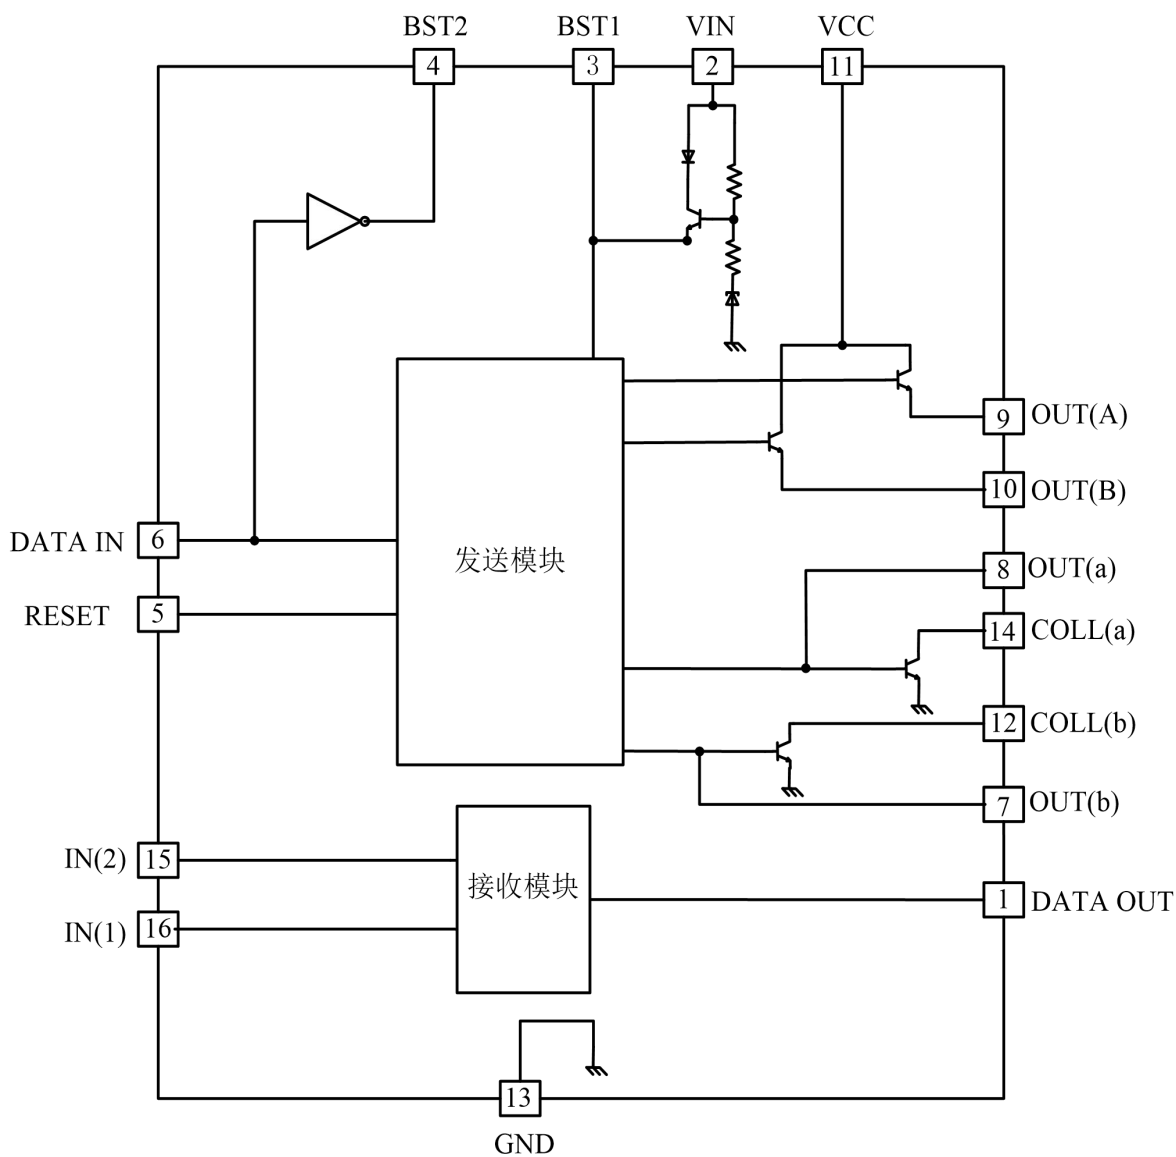 BST2 BST1 VIN VCC
4 3 2 11
9 OUT(A)
10 OUT(B)
DATA IN 6
发送模块
8 OUT(a)
RESET 5
14 COLL(a)
12 COLL(b)
7 OUT(b)
IN(2) 15
接收模块
1 DATA OUT
IN(1) 16
13
GND